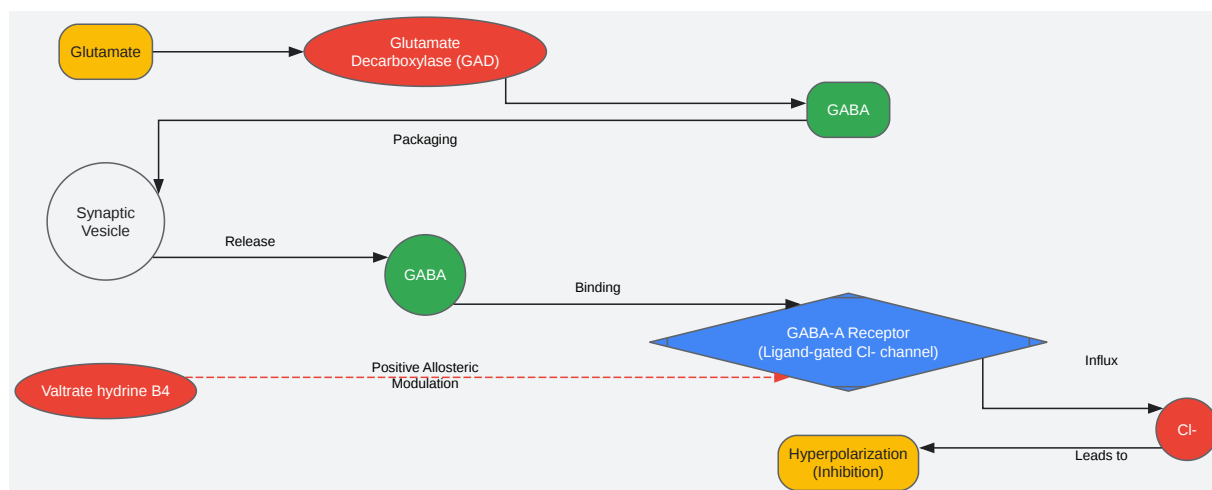 Glutamate
Glutamate
Decarboxylase (GAD)
GABA
Packaging
Synaptic
Vesicle
Release
GABA
Binding
GABA-A Receptor
(Ligand-gated Cl- channel)
Influx
Positive Allosteric
Modulation
Valtrate hydrine B4
Cl-
Hyperpolarization
(Inhibition)
Leads to